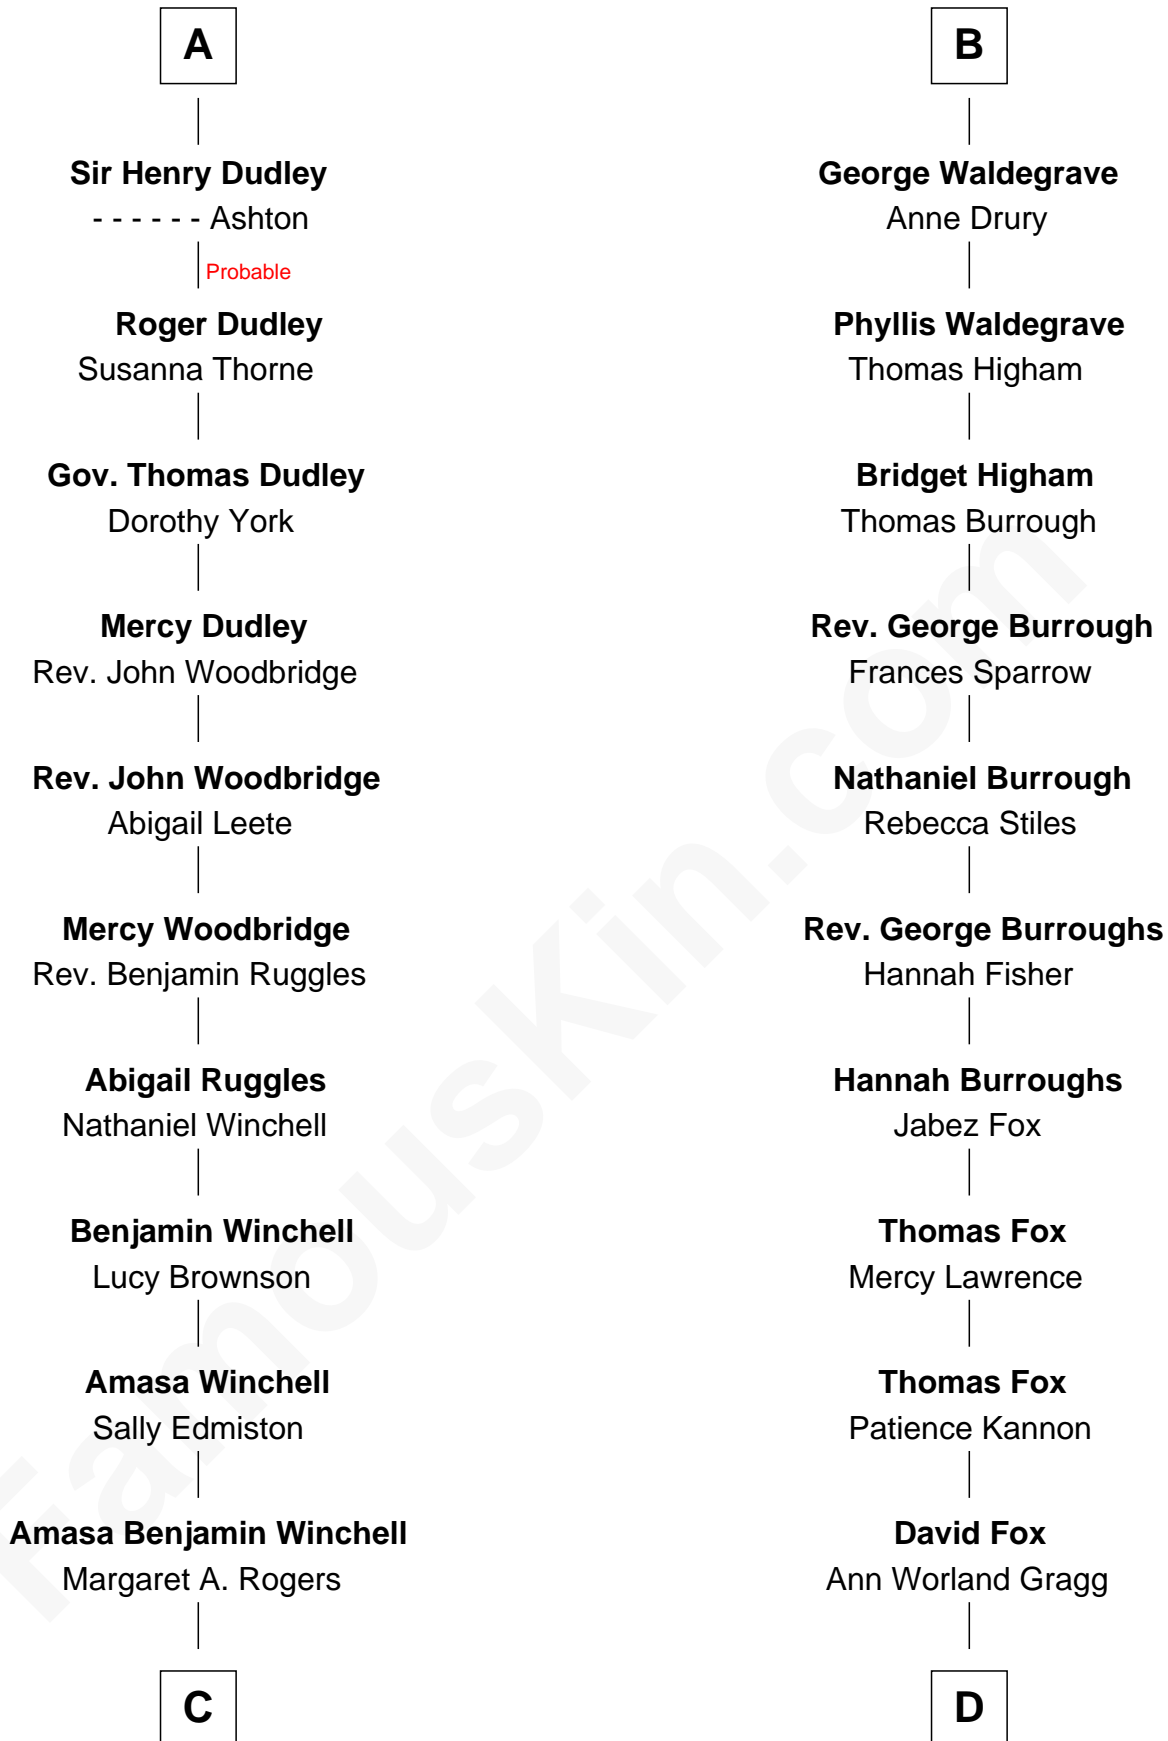 A
Sir Henry Dudley
- - - - - - Ashton
Probable
Roger Dudley
Susanna Thorne
Gov. Thomas Dudley
Dorothy York
Mercy Dudley
Rev. John Woodbridge
Rev. John Woodbridge
Abigail Leete
Mercy Woodbridge
Rev. Benjamin Ruggles
Abigail Ruggles
Nathaniel Winchell
Benjamin Winchell
Lucy Brownson
Amasa Winchell
Sally Edmiston
Amasa Benjamin Winchell
Margaret A. Rogers
C
B
George Waldegrave
Anne Drury
Phyllis Waldegrave
Thomas Higham
Bridget Higham
Thomas Burrough
Rev. George Burrough
Frances Sparrow
Nathaniel Burrough
Rebecca Stiles
Rev. George Burroughs
Hannah Fisher
Hannah Burroughs
Jabez Fox
Thomas Fox
Mercy Lawrence
Thomas Fox
Patience Kannon
David Fox
Ann Worland Gragg
D
FamousKin.com